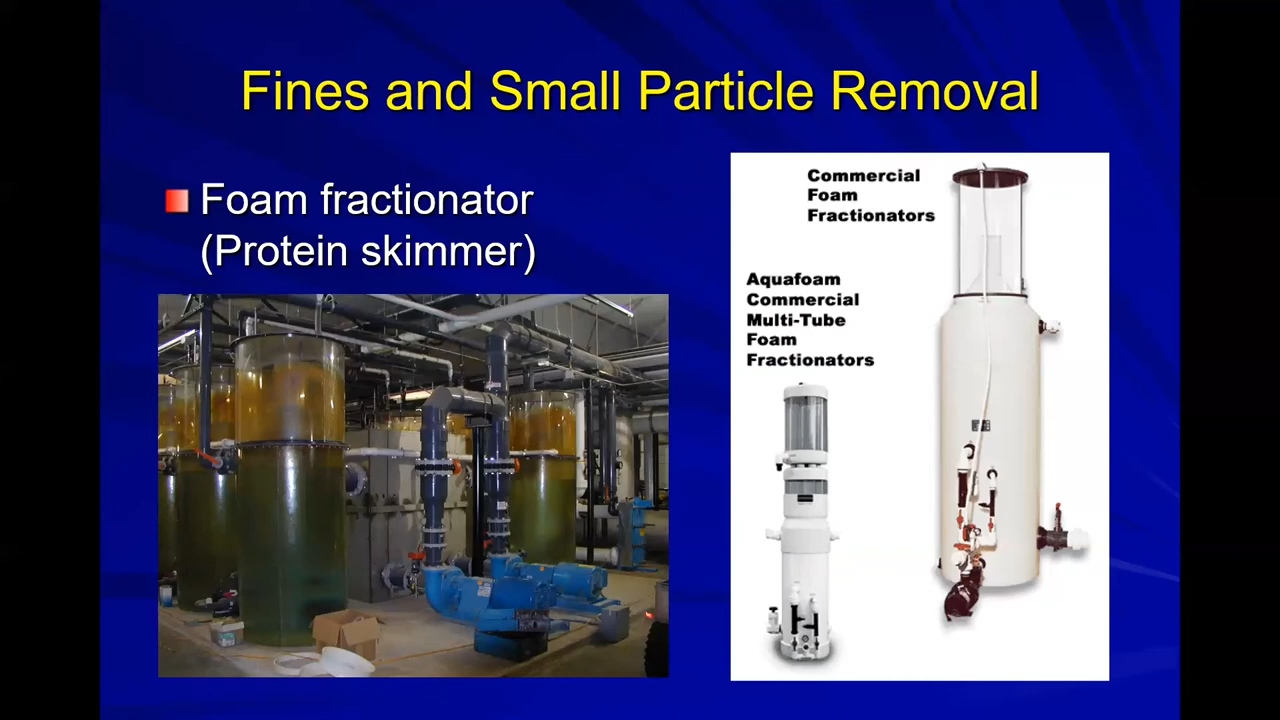 Fines and Small Particle Removal
Foam fractionator
(Protein skimmer)
Commercial
Foam
Fractionators
Aquafoam
Commercial
Multi-Tube
Foam
Fractionators